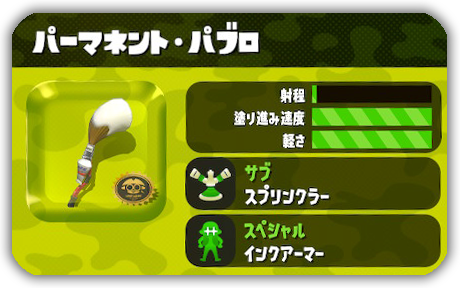 パーマネント・パブロ
射程
塗り進み速度
軽さ
サブ
スプリンクラー
スペシャル
インクアーマー